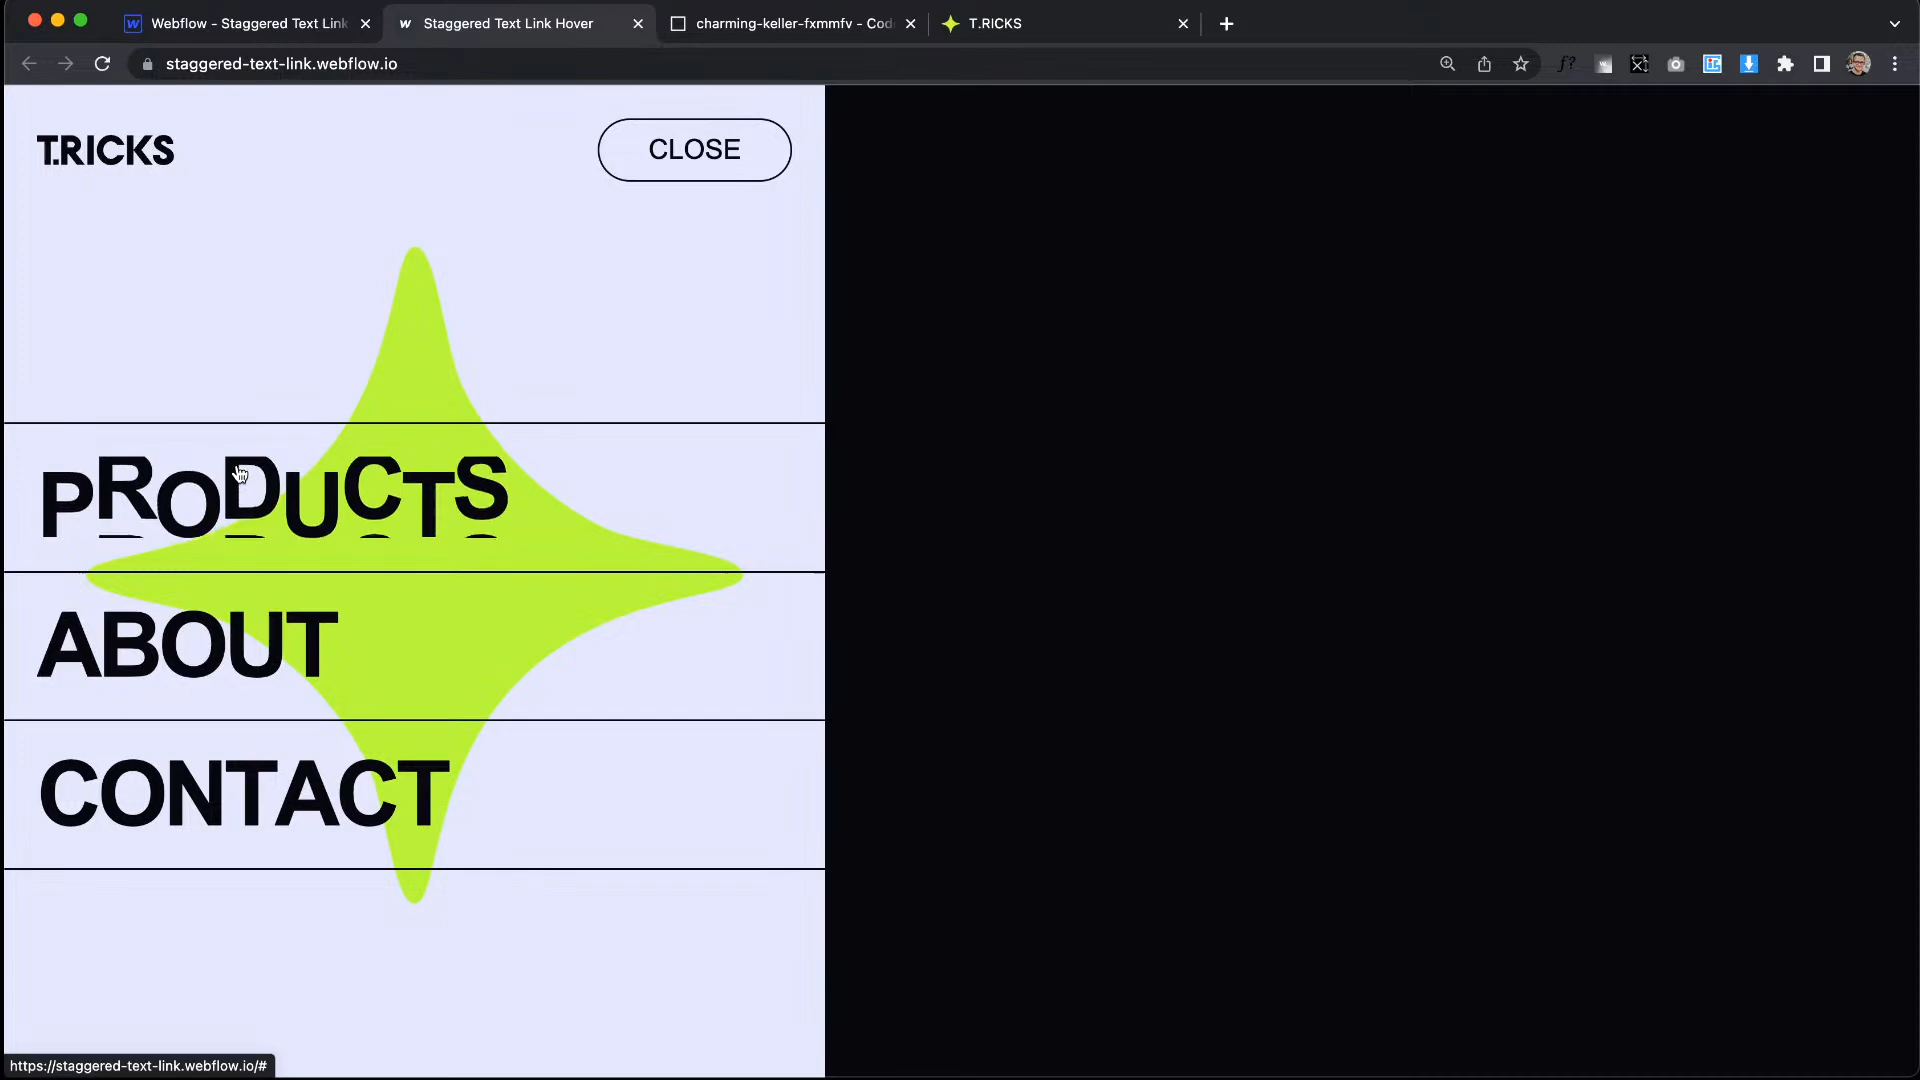 Webflow - Staggered Text Link
Staggered Text Link Hover
charming-keller-fxmmfv - Cod
T.RICKS
staggered-text-link.webflow.io
T.RICKS
CLOSE
PRODUCTS
ABOUT
CONTACT
https://staggered-text-link.webflow.io/#